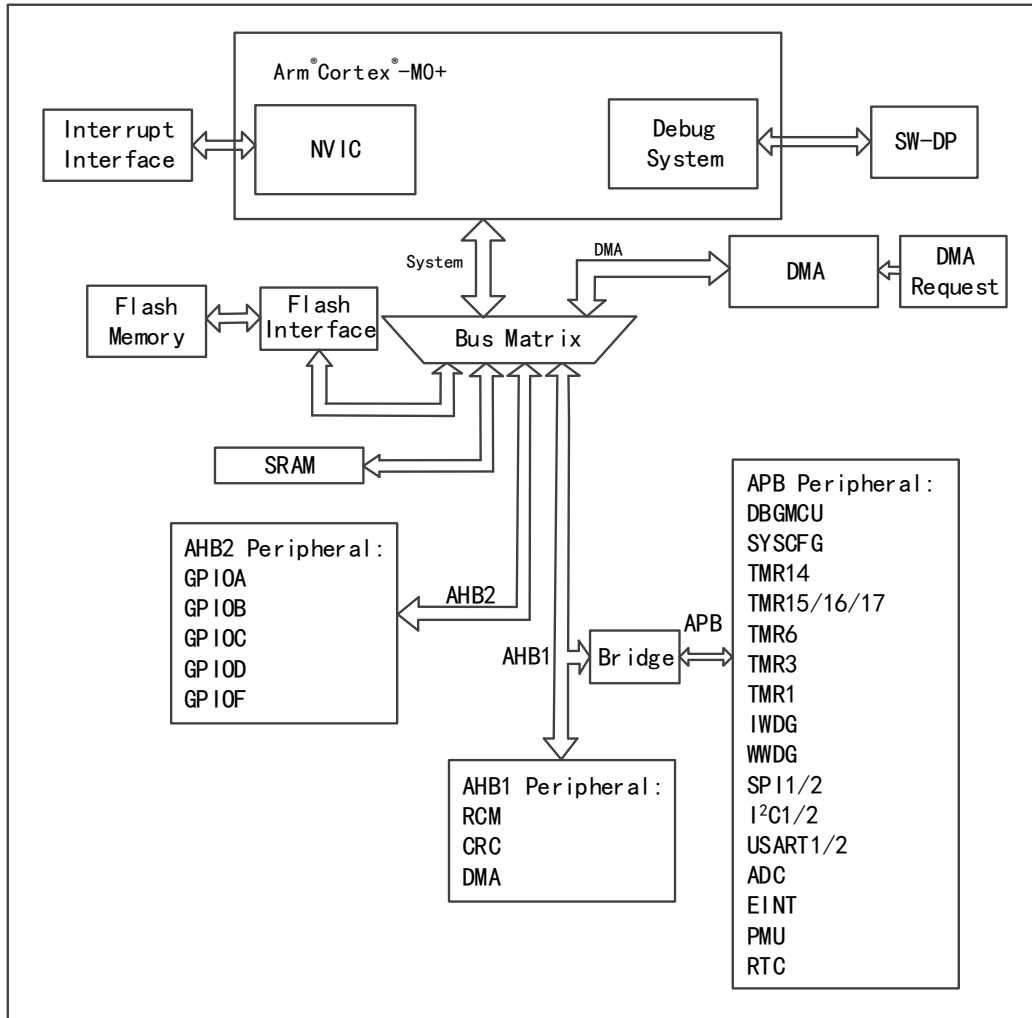 Arm®Cortex®-M0+
Interrupt
Interface
NVIC
Debug
System
SW-DP
System
DMA
DMA
DMA
Request
Flash
Memory
Flash
Interface
Bus Matrix
SRAM
AHB2 Peripheral:
GPIOA
GPIOB
GPIOC
GPIOD
GPIOF
AHB2
AHB1
Bridge
APB
AHB1 Peripheral:
RCM
CRC
DMA
APB Peripheral:
DBGMCU
SYSCFG
TMR14
TMR15/16/17
TMR6
TMR3
TMR1
IWDG
WWDG
SPI1/2
I²C1/2
USART1/2
ADC
EINT
PMU
RTC